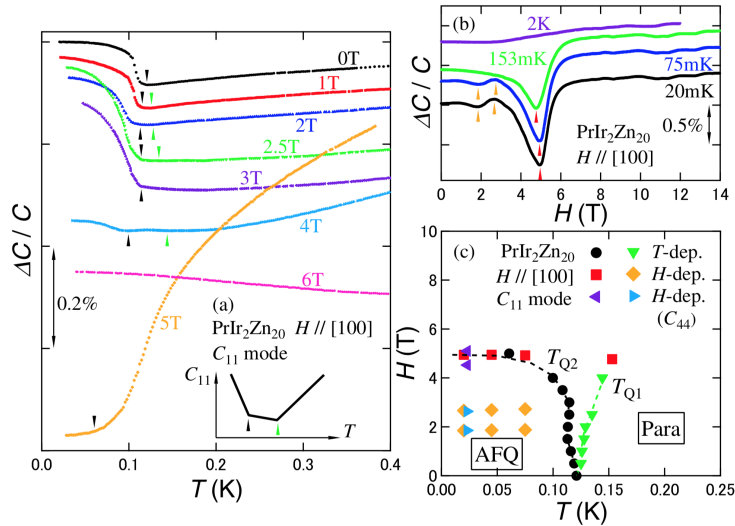 0T
1T
2T
2.5T
3T
4T
6T
5T
0.2%
ΔC / C
(a)
PrIr₂Zn₂₀ H // [100]
C₁₁ mode
C₁₁
T
0.0 0.1 0.2 0.3 0.4
T (K)
(b)
2K
153mK
75mK
20mK
0.5%
PrIr₂Zn₂₀
H // [100]
ΔC / C
0 2 4 6 8 10 12 14
H (T)
(c)
PrIr₂Zn₂₀ T-dep.
H // [100] H-dep.
C₁₁ mode H-dep.
(C₄₄)
10
8
6
4
2
0
H (T)
T_Q2
T_Q1
Para
AFQ
0.00 0.05 0.10 0.15 0.20 0.25
T (K)